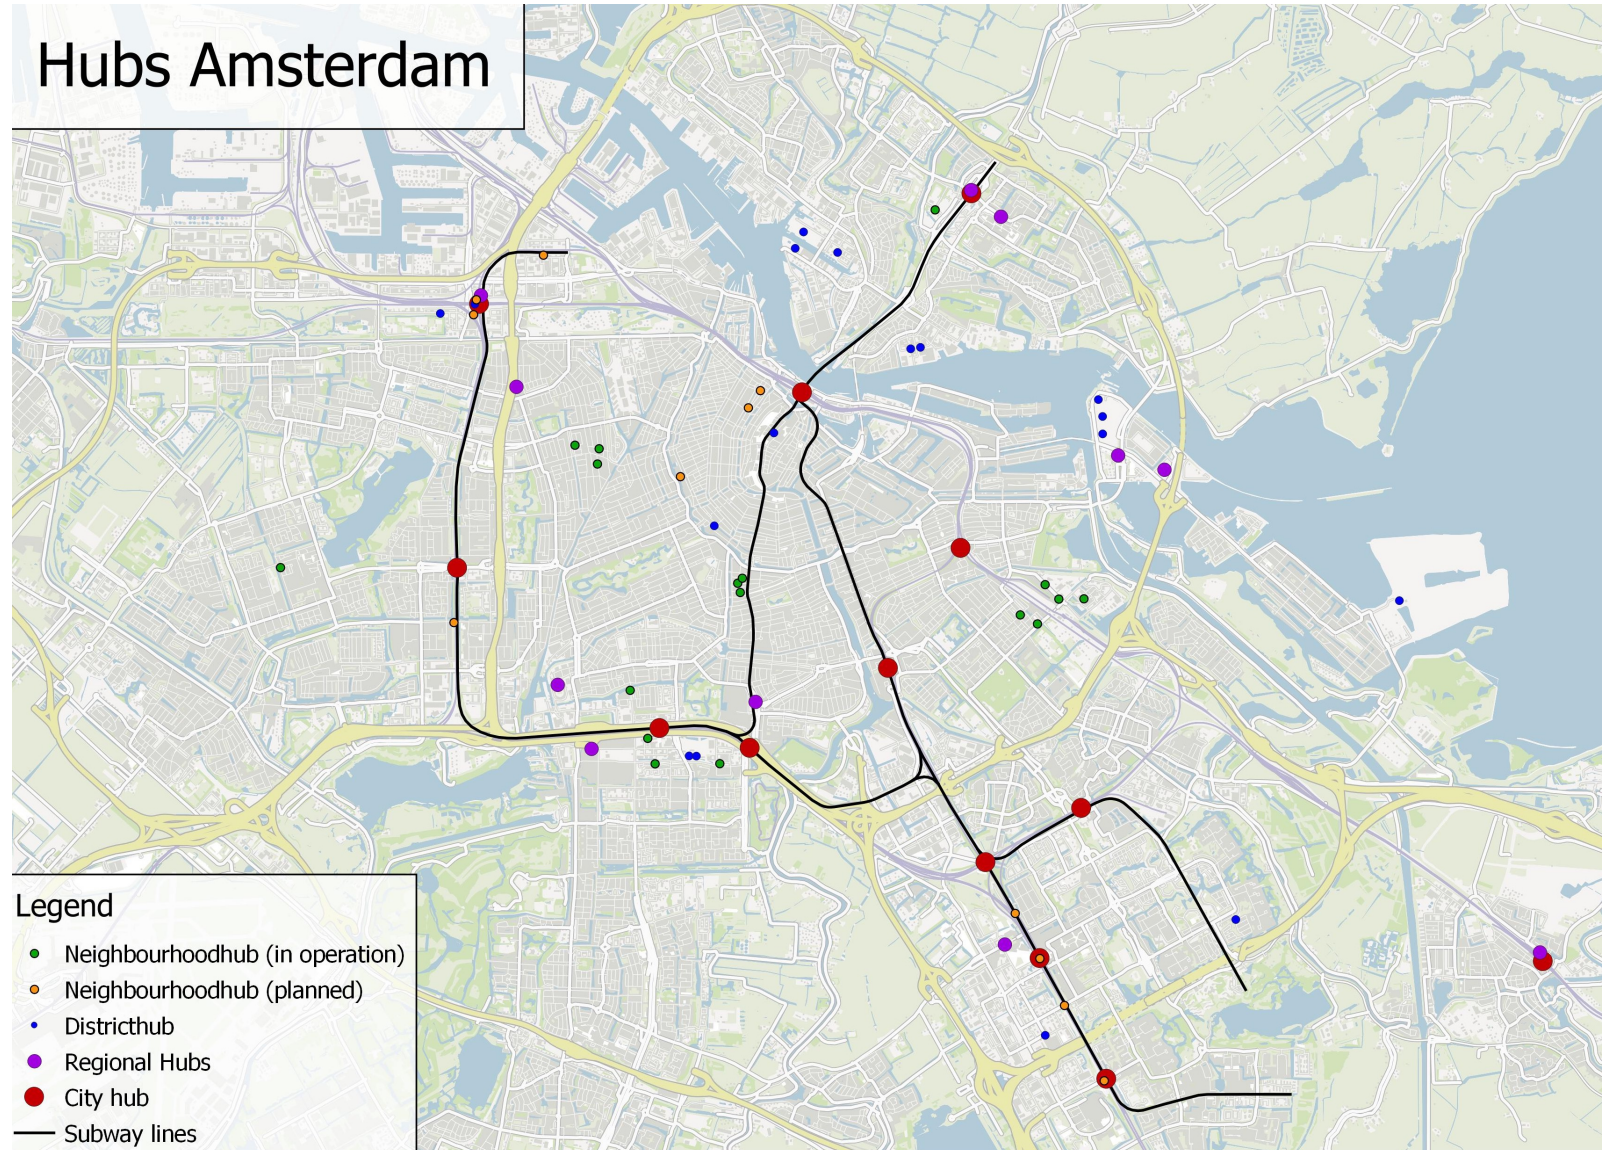 Hubs Amsterdam
Legend
Neighbourhoodhub (in operation)
Neighbourhoodhub (planned)
Districthub
Regional Hubs
City hub
Subway lines